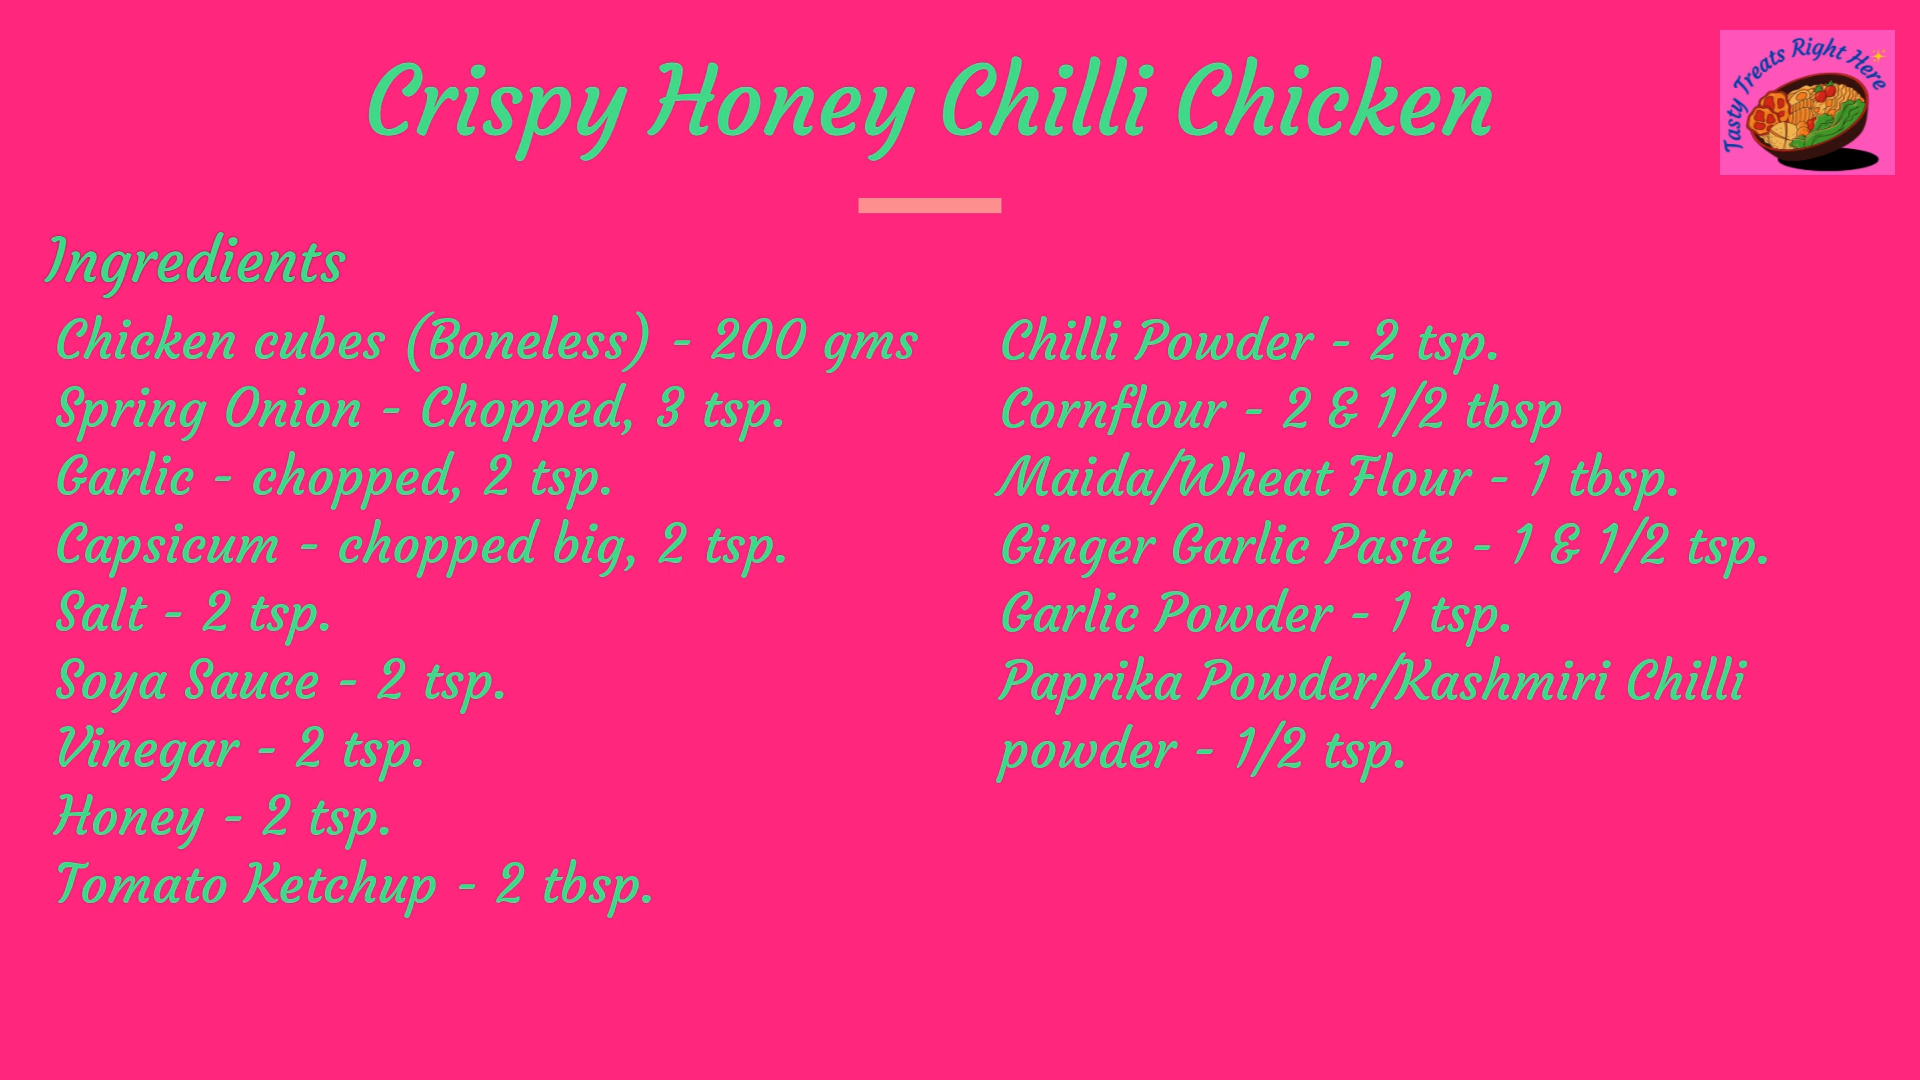 Crispy Honey Chilli Chicken
Tasty Treats Right Here
Ingredients
Chicken cubes (Boneless) - 200 gms
Spring Onion - Chopped, 3 tsp.
Garlic - chopped, 2 tsp.
Capsicum - chopped big, 2 tsp.
Salt - 2 tsp.
Soya Sauce - 2 tsp.
Vinegar - 2 tsp.
Honey - 2 tsp.
Tomato Ketchup - 2 tbsp.
Chilli Powder - 2 tsp.
Cornflour - 2 & 1/2 tbsp
Maida/Wheat Flour - 1 tbsp.
Ginger Garlic Paste - 1 & 1/2 tsp.
Garlic Powder - 1 tsp.
Paprika Powder/Kashmiri Chilli
powder - 1/2 tsp.